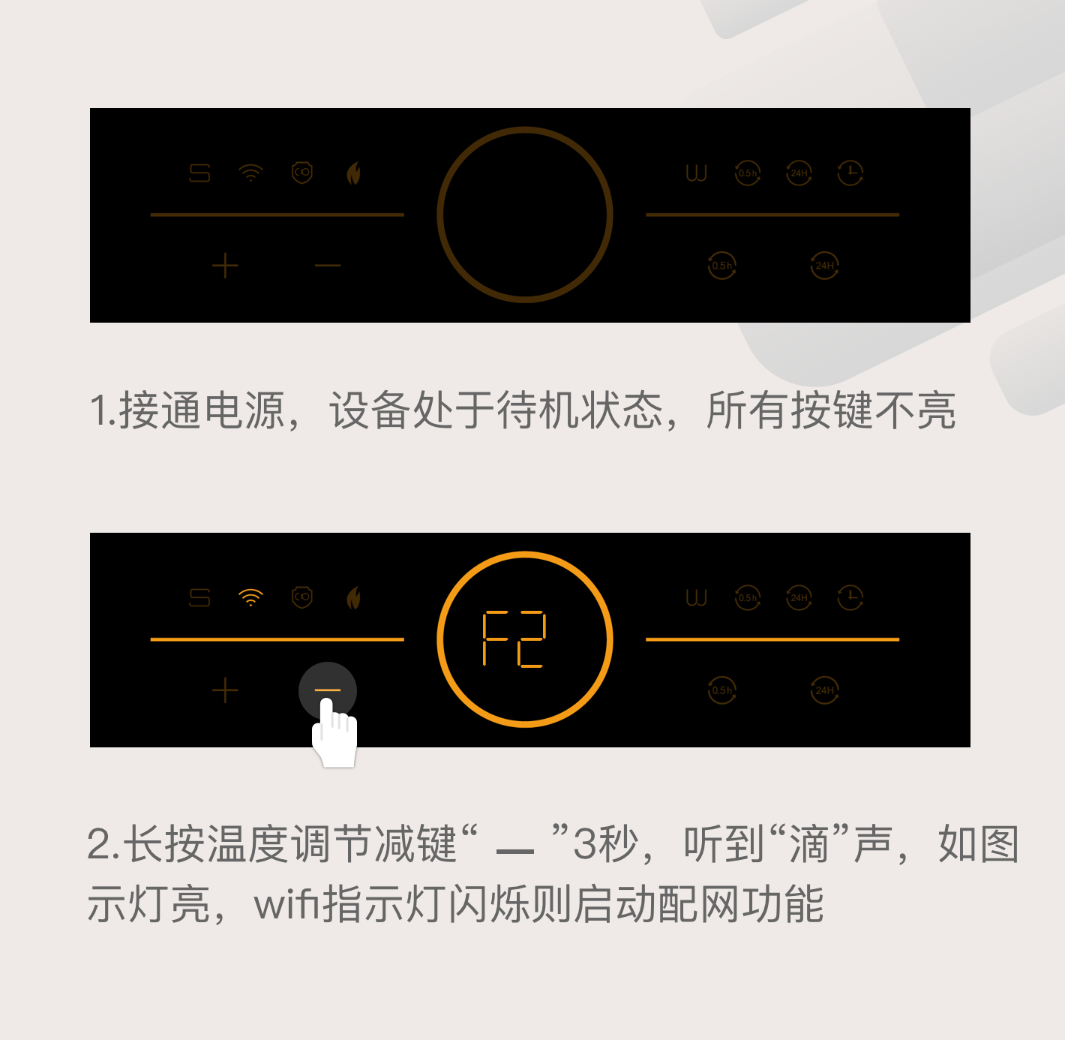 CO
0.5h
24H
0.5h
24H
1.接通电源，设备处于待机状态，所有按键不亮
CO
0.5h
24H
F2
0.5h
24H
2.长按温度调节减键“ — ”3秒，听到“滴”声，如图
示灯亮，wifi指示灯闪烁则启动配网功能